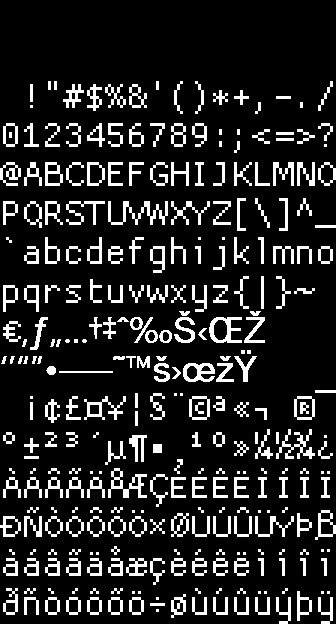 !"#$%&'()*+,-./
0123456789:;<=>?
@ABCDEFGHIJKLMNO
PQRSTUVWXYZ[\]^_
`abcdefghijklmno
pqrstuvwxyz{|}~
€‚ƒ„…†‡ˆ‰Š‹ŒŽ
‘’“”•–—˜™š›œžŸ
¡¢£¤¥¦§¨©ª«¬®¯
°±²³´µ¶•¸¹º»¼½¾¿
ÀÁÂÃÄÅÆÇÈÉÊËÌÍÎÏ
ÐÑÒÓÔÕÖ×ØÙÚÛÜÝÞß
àáâãäåæçèéêëìíîï
ðñòóôõö÷øùúûüýþÿ